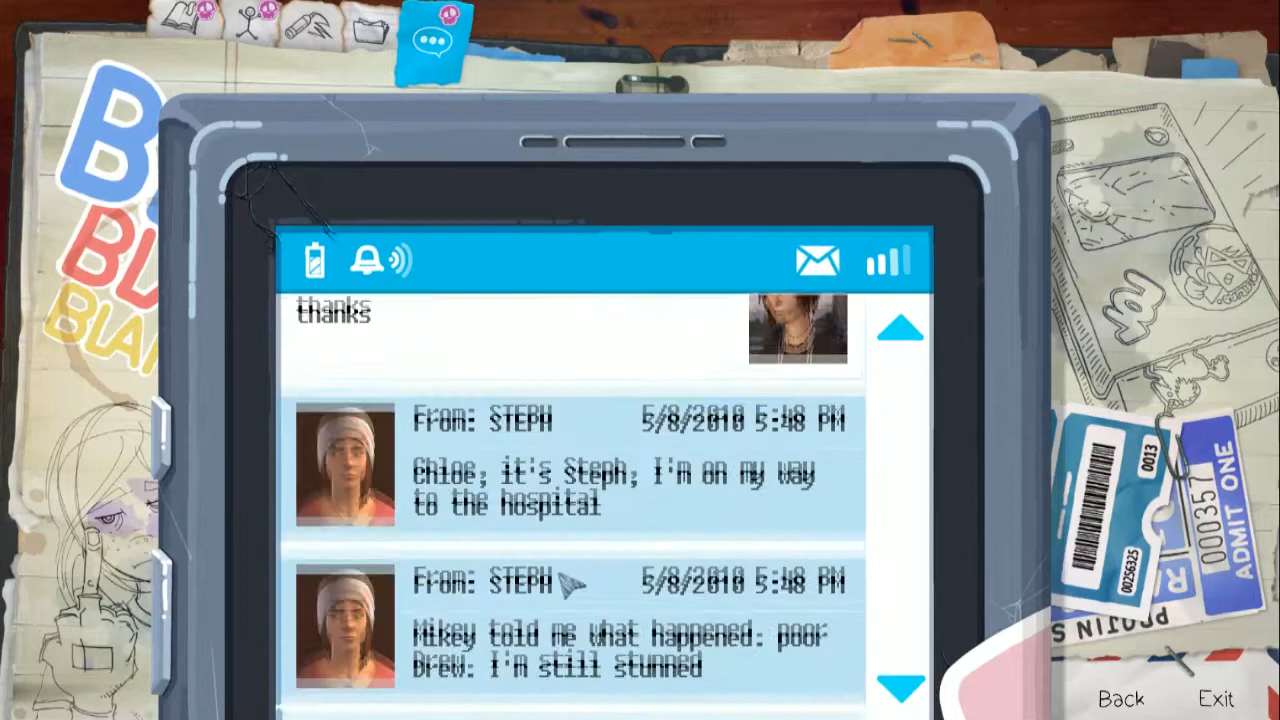 thanks
From: STEPH 5/8/2010 5:48 PM
Chloe, it's Steph, I'm on my way
to the hospital
From: STEPH 5/8/2010 5:48 PM
Mikey told me what happened. poor
Drew. I'm still stunned
0013
00256325
000357
ADMIT ONE
Back Exit